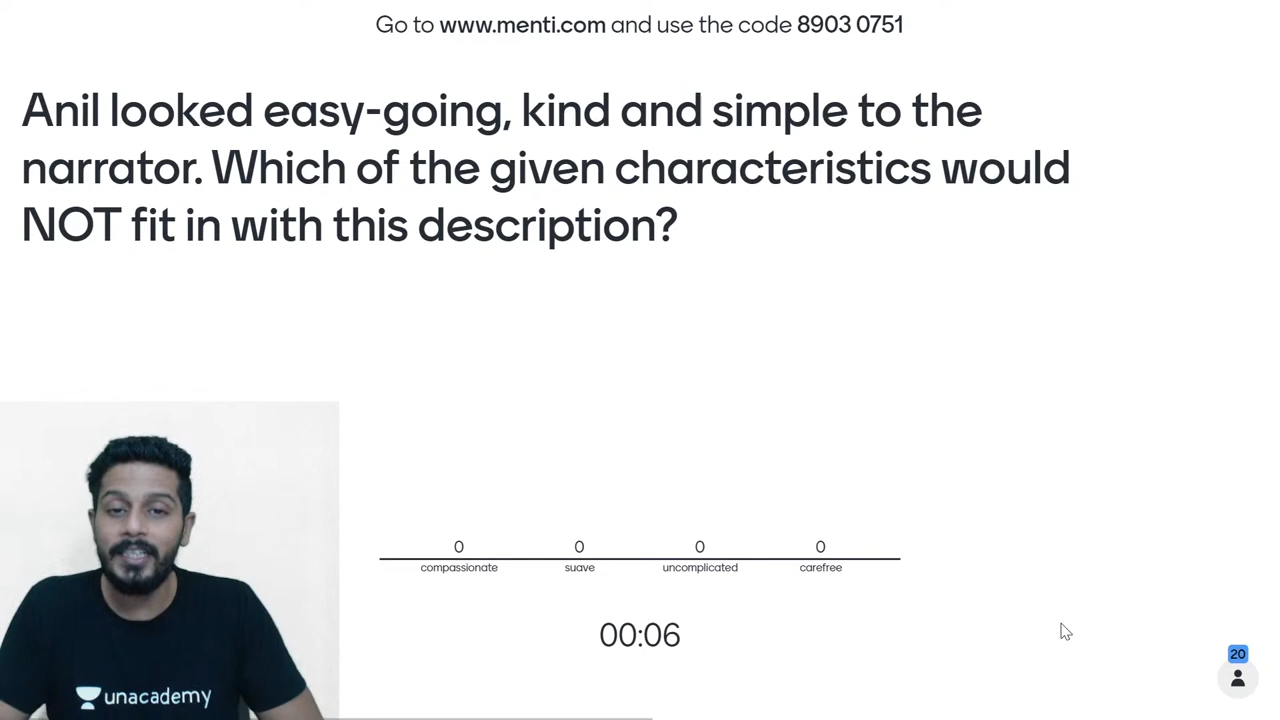 Go to www.menti.com and use the code 8903 0751
Anil looked easy-going, kind and simple to the
narrator. Which of the given characteristics would
NOT fit in with this description?
0 0 0 0
compassionate suave uncomplicated carefree
00:06
unacademy
20